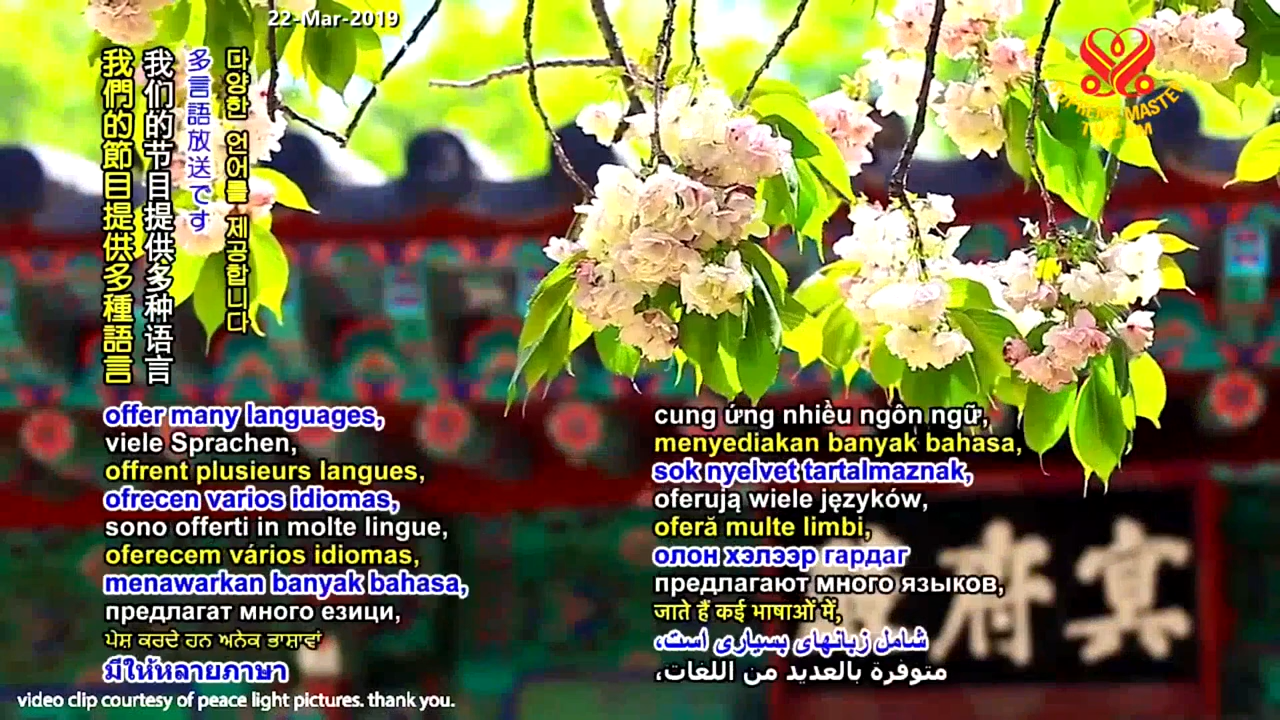 22-Mar-2019
SUPREME MASTER
TV.COM
다양한 언어를 제공합니다
多言語放送です
我们的节目提供多种语言
我們的節目提供多種語言
offer many languages,
viele Sprachen,
offrent plusieurs langues,
ofrecen varios idiomas,
sono offerti in molte lingue,
oferecem vários idiomas,
menawarkan banyak bahasa,
предлагат много езици,
ਪੇਸ਼ ਕਰਦੇ ਹਨ ਅਨੇਕ ਭਾਸ਼ਾਵਾਂ
มีให้หลายภาษา
cung ứng nhiều ngôn ngữ,
menyediakan banyak bahasa,
sok nyelvet tartalmaznak,
oferują wiele języków,
oferă multe limbi,
олон хэлээр гардаг
предлагают много языков,
जाते हैं कई भाषाओं में,
شامل زبانهای بسیاری است،
متوفرة بالعديد من اللغات،
video clip courtesy of peace light pictures. thank you.